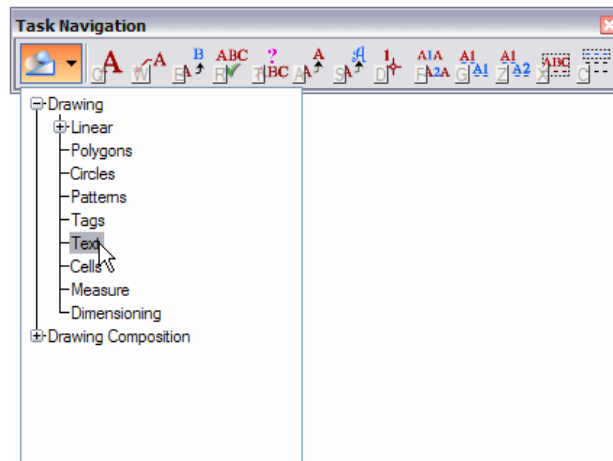 Task Navigation
Drawing
Linear
Polygons
Circles
Patterns
Tags
Text
Cells
Measure
Dimensioning
Drawing Composition